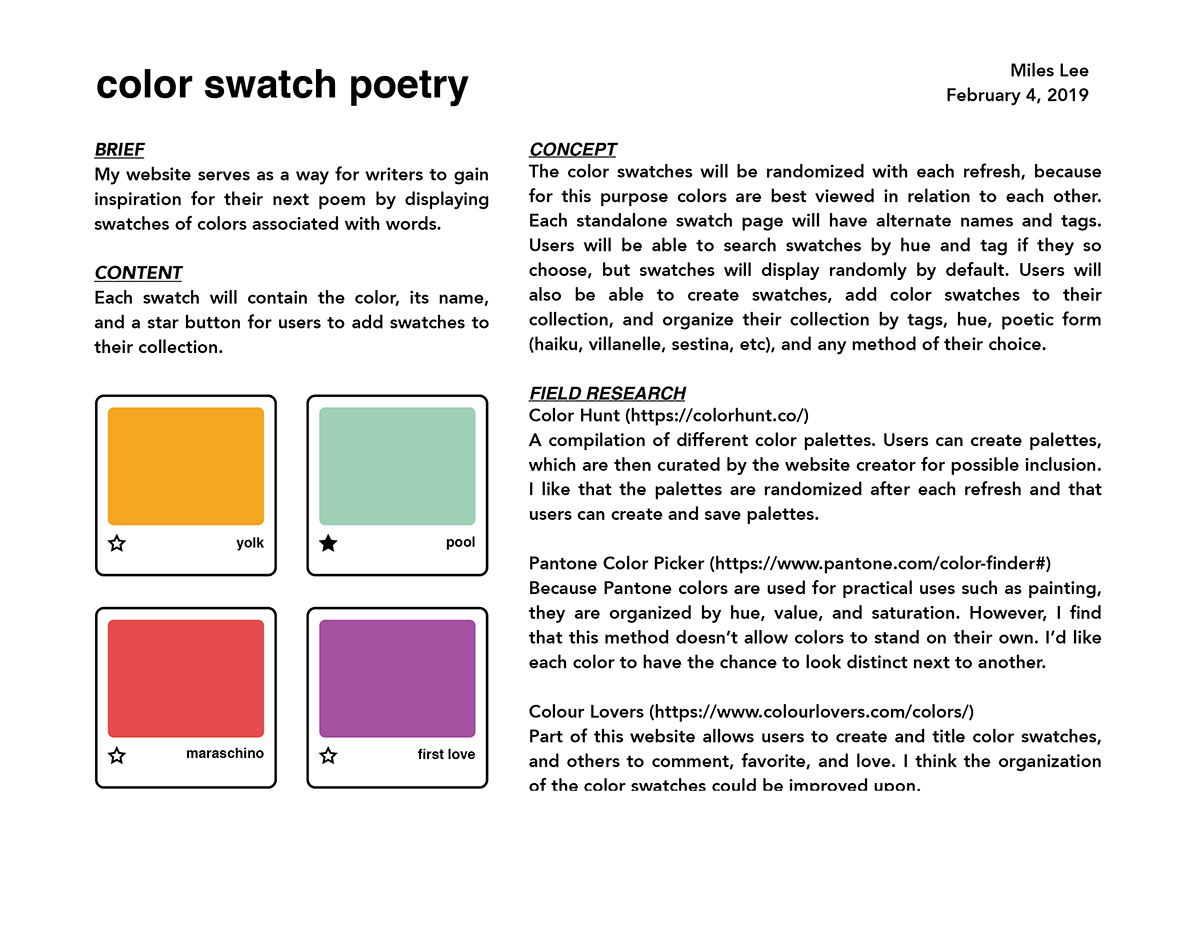 color swatch poetry
Miles Lee
February 4, 2019
BRIEF
My website serves as a way for writers to gain
inspiration for their next poem by displaying
swatches of colors associated with words.
CONTENT
Each swatch will contain the color, its name,
and a star button for users to add swatches to
their collection.
yolk
pool
maraschino
first love
CONCEPT
The color swatches will be randomized with each refresh, because
for this purpose colors are best viewed in relation to each other.
Each standalone swatch page will have alternate names and tags.
Users will be able to search swatches by hue and tag if they so
choose, but swatches will display randomly by default. Users will
also be able to create swatches, add color swatches to their
collection, and organize their collection by tags, hue, poetic form
(haiku, villanelle, sestina, etc), and any method of their choice.
FIELD RESEARCH
Color Hunt (https://colorhunt.co/)
A compilation of different color palettes. Users can create palettes,
which are then curated by the website creator for possible inclusion.
I like that the palettes are randomized after each refresh and that
users can create and save palettes.
Pantone Color Picker (https://www.pantone.com/color-finder#)
Because Pantone colors are used for practical uses such as painting,
they are organized by hue, value, and saturation. However, I find
that this method doesn’t allow colors to stand on their own. I’d like
each color to have the chance to look distinct next to another.
Colour Lovers (https://www.colourlovers.com/colors/)
Part of this website allows users to create and title color swatches,
and others to comment, favorite, and love. I think the organization
of the color swatches could be improved upon.